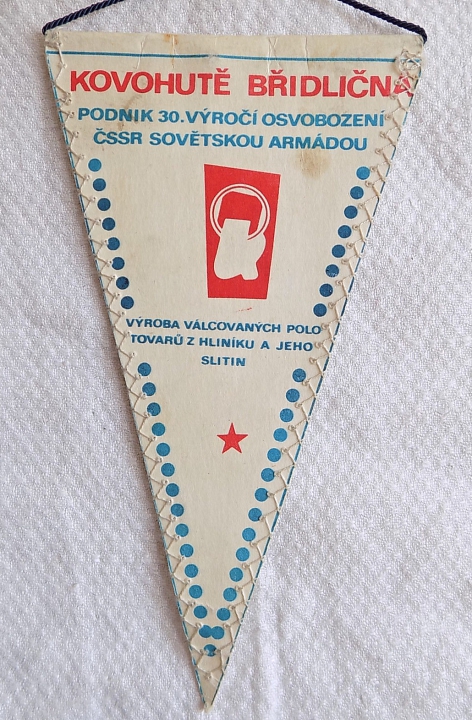 KOVOHUTĚ BŘIDLIČNÁ
PODNIK 30. VÝROČÍ OSVOBOZENÍ
ČSSR SOVĚTSKOU ARMÁDOU
VÝROBA VÁLCOVANÝCH POLO
TOVARŮ Z HLINÍKU A JEHO
SLITIN